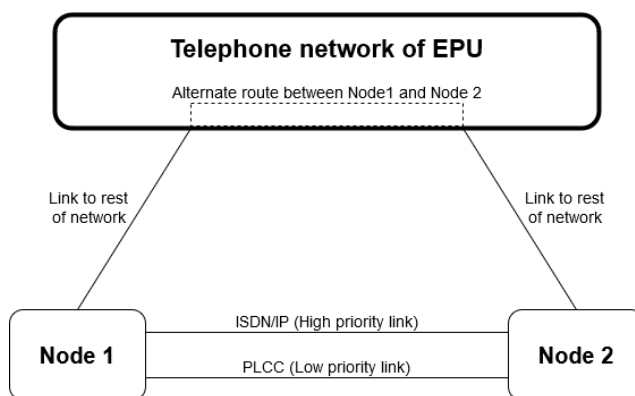 Telephone network of EPU
Alternate route between Node1 and Node 2
Link to rest
of network
Link to rest
of network
ISDN/IP (High priority link)
Node 1
Node 2
PLCC (Low priority link)